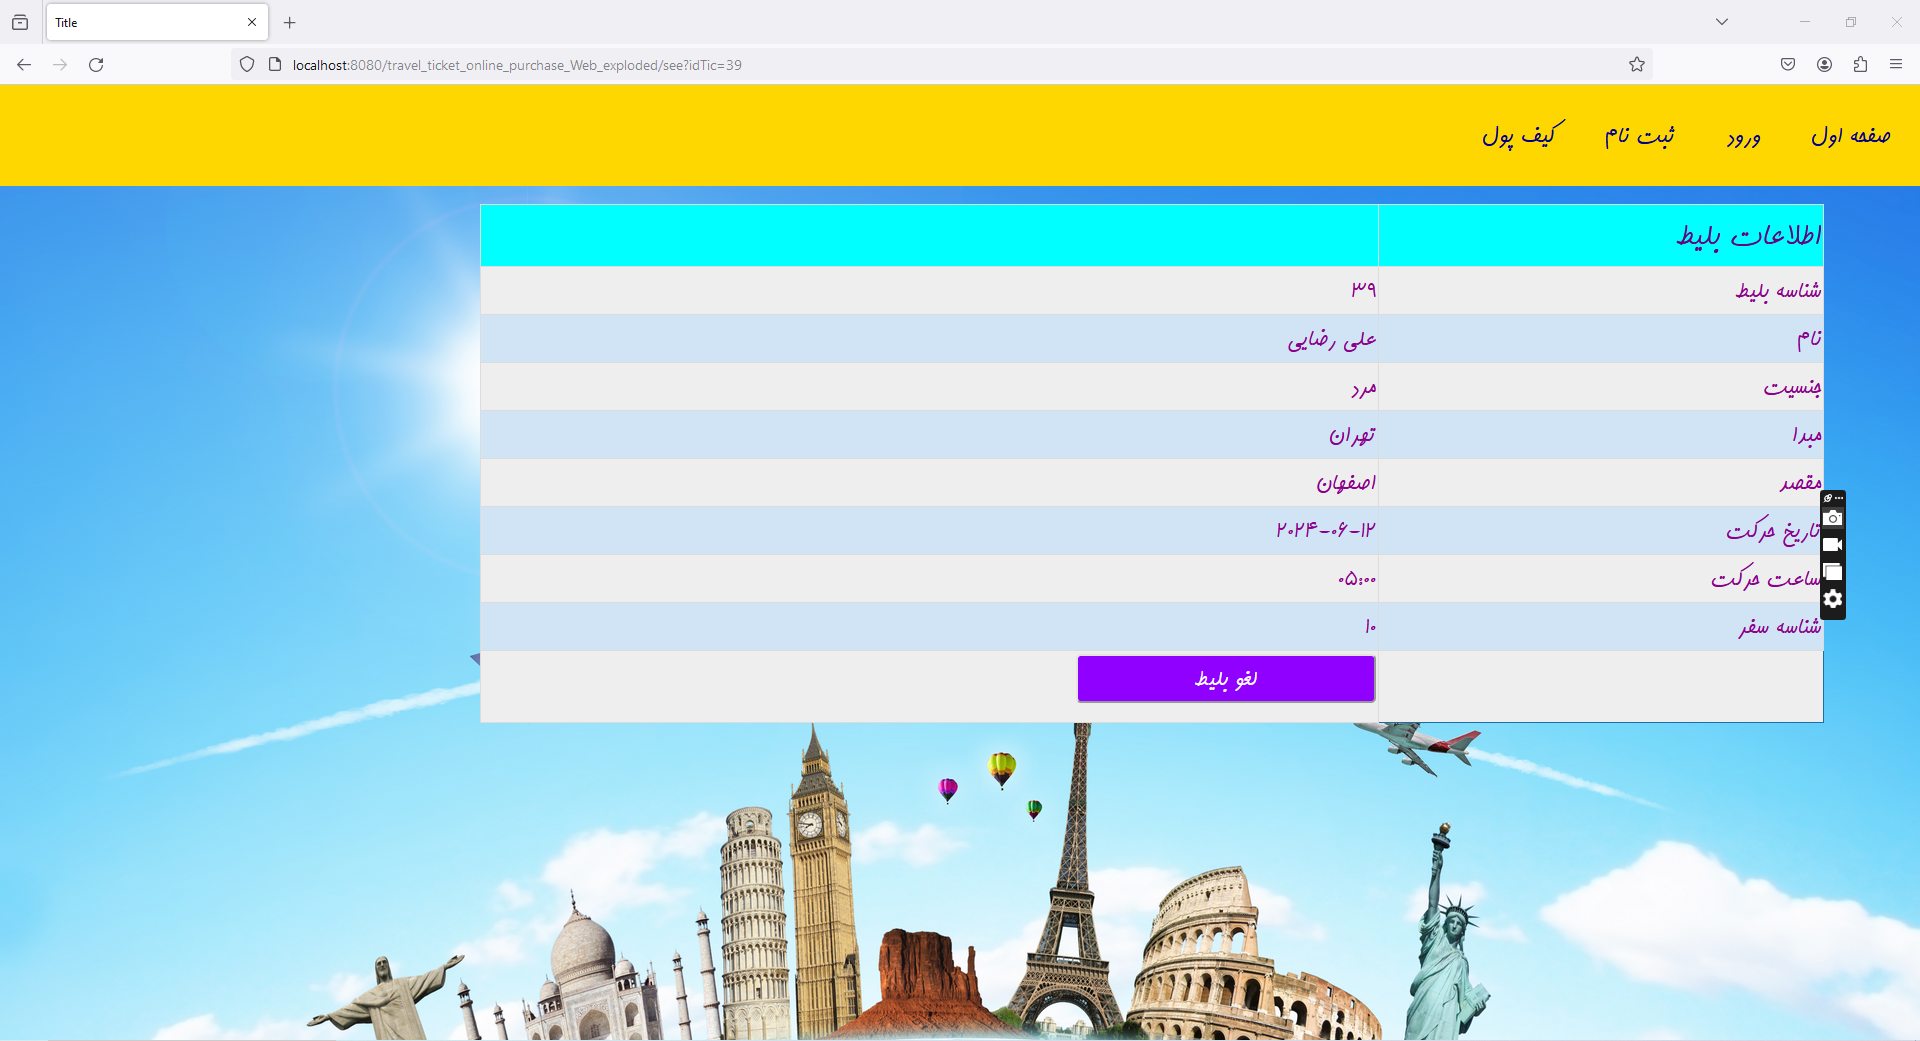 Title
localhost:8080/travel_ticket_online_purchase_Web_exploded/see?idTic=39
صفحه اول ورود ثبت نام کیف پول
اطلاعات بلیط
شناسه بلیط ۳۹
نام علی رضایی
جنسیت مرد
مبدا تهران
مقصد اصفهان
تاریخ حرکت ۲۰۲۴-۰۶-۱۲
ساعت حرکت ۰۵:۰۰
شناسه سفر ۱۰
لغو بلیط